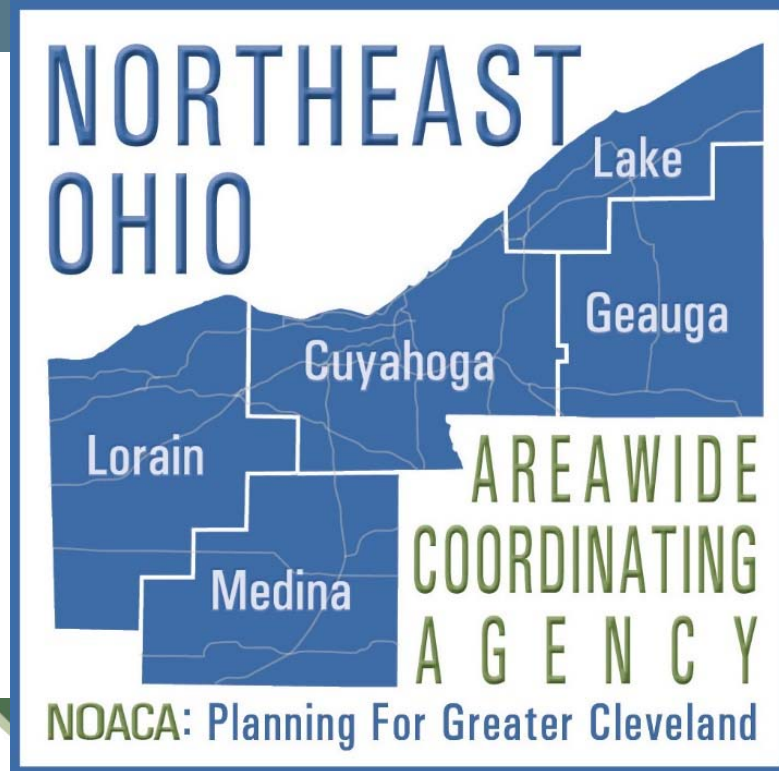 NORTHEAST
OHIO
Lake
Geauga
Cuyahoga
Lorain
Medina
AREAWIDE
COORDINATING
AGENCY
NOACA: Planning For Greater Cleveland